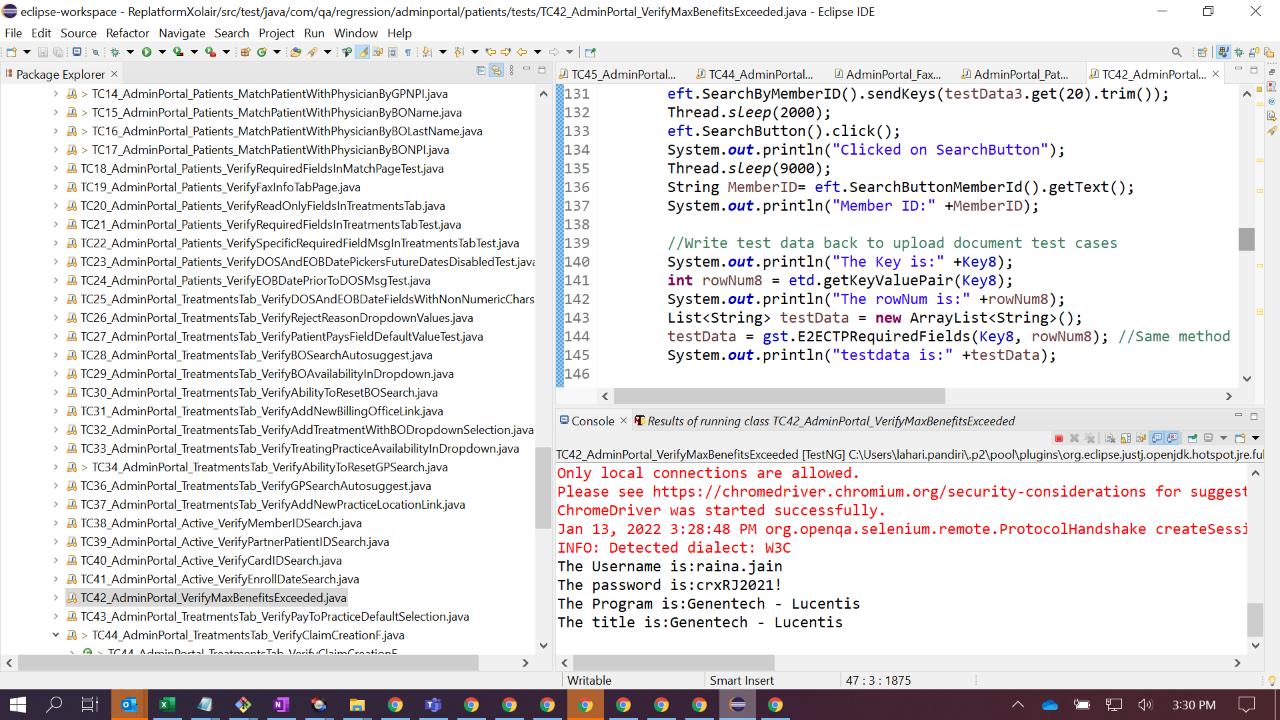 eclipse-workspace - ReplatformXolair/src/test/java/com/qa/regression/adminportal/patients/tests/TC42_AdminPortal_VerifyMaxBenefitsExceeded.java - Eclipse IDE
File Edit Source Refactor Navigate Search Project Run Window Help
Package Explorer
> TC14_AdminPortal_Patients_MatchPatientWithPhysicianByGPNPI.java
> TC15_AdminPortal_Patients_MatchPatientWithPhysicianByBOName.java
> TC16_AdminPortal_Patients_MatchPatientWithPhysicianByBOLastName.java
> TC17_AdminPortal_Patients_MatchPatientWithPhysicianByBONPI.java
TC18_AdminPortal_Patients_VerifyRequiredFieldsInMatchPageTest.java
TC19_AdminPortal_Patients_VerifyFaxInfoTabPage.java
TC20_AdminPortal_Patients_VerifyReadOnlyFieldsInTreatmentsTab.java
TC21_AdminPortal_Patients_VerifyRequiredFieldsInTreatmentsTabTest.java
TC22_AdminPortal_Patients_VerifySpecificRequiredFieldMsgInTreatmentsTabTest.java
TC23_AdminPortal_Patients_VerifyDOSAndEOBDatePickersFutureDatesDisabledTest.java
TC24_AdminPortal_Patients_VerifyEOBDatePriorToDOSMsgTest.java
TC25_AdminPortal_TreatmentsTab_VerifyDOSAndEOBDateFieldsWithNonNumericChars
TC26_AdminPortal_TreatmentsTab_VerifyRejectReasonDropdownValues.java
TC27_AdminPortal_TreatmentsTab_VerifyPatientPaysFieldDefaultValueTest.java
TC28_AdminPortal_TreatmentsTab_VerifyBOSearchAutosuggest.java
TC29_AdminPortal_TreatmentsTab_VerifyBOAvailabilityInDropdown.java
TC30_AdminPortal_TreatmentsTab_VerifyAbilityToResetBOSearch.java
TC31_AdminPortal_TreatmentsTab_VerifyAddNewBillingOfficeLink.java
TC32_AdminPortal_TreatmentsTab_VerifyAddTreatmentWithBODropdownSelection.java
TC33_AdminPortal_TreatmentsTab_VerifyTreatingPracticeAvailabilityInDropdown.java
> TC34_AdminPortal_TreatmentsTab_VerifyAbilityToResetGPSearch.java
TC36_AdminPortal_TreatmentsTab_VerifyGPSearchAutosuggest.java
TC37_AdminPortal_TreatmentsTab_VerifyAddNewPracticeLocationLink.java
TC38_AdminPortal_Active_VerifyMemberIDSearch.java
TC39_AdminPortal_Active_VerifyPartnerPatientIDSearch.java
TC40_AdminPortal_Active_VerifyCardIDSearch.java
TC41_AdminPortal_Active_VerifyEnrollDateSearch.java
TC42_AdminPortal_VerifyMaxBenefitsExceeded.java
TC43_AdminPortal_TreatmentsTab_VerifyPayToPracticeDefaultSelection.java
> TC44_AdminPortal_TreatmentsTab_VerifyClaimCreationF.java
TC44_AdminPortal_TreatmentsTab_VerifyClaimCreationF
TC45_AdminPortal... TC44_AdminPortal... AdminPortal_Fax... AdminPortal_Pat... TC42_AdminPortal...
131 eft.SearchByMemberID().sendKeys(testData3.get(20).trim());
132 Thread.sleep(2000);
133 eft.SearchButton().click();
134 System.out.println("Clicked on SearchButton");
135 Thread.sleep(9000);
136 String MemberID= eft.SearchButtonMemberId().getText();
137 System.out.println("Member ID:" +MemberID);
138
139 //Write test data back to upload document test cases
140 System.out.println("The Key is:" +Key8);
141 int rowNum8 = etd.getKeyValuePair(Key8);
142 System.out.println("The rowNum is:" +rowNum8);
143 List<String> testData = new ArrayList<String>();
144 testData = gst.E2ECTPRequiredFields(Key8, rowNum8); //Same method
145 System.out.println("testdata is:" +testData);
146
Console Results of running class TC42_AdminPortal_VerifyMaxBenefitsExceeded
TC42_AdminPortal_VerifyMaxBenefitsExceeded [TestNG] C:\Users\lahari.pandiri\.p2\pool\plugins\org.eclipse.justj.openjdk.hotspot.jre.ful
Only local connections are allowed.
Please see https://chromedriver.chromium.org/security-considerations for suggest
ChromeDriver was started successfully.
Jan 13, 2022 3:28:48 PM org.openqa.selenium.remote.ProtocolHandshake createSessi
INFO: Detected dialect: W3C
The Username is:raina.jain
The password is:crxRJ2021!
The Program is:Genentech - Lucentis
The title is:Genentech - Lucentis
Writable Smart Insert 47 : 3 : 1875
3:30 PM